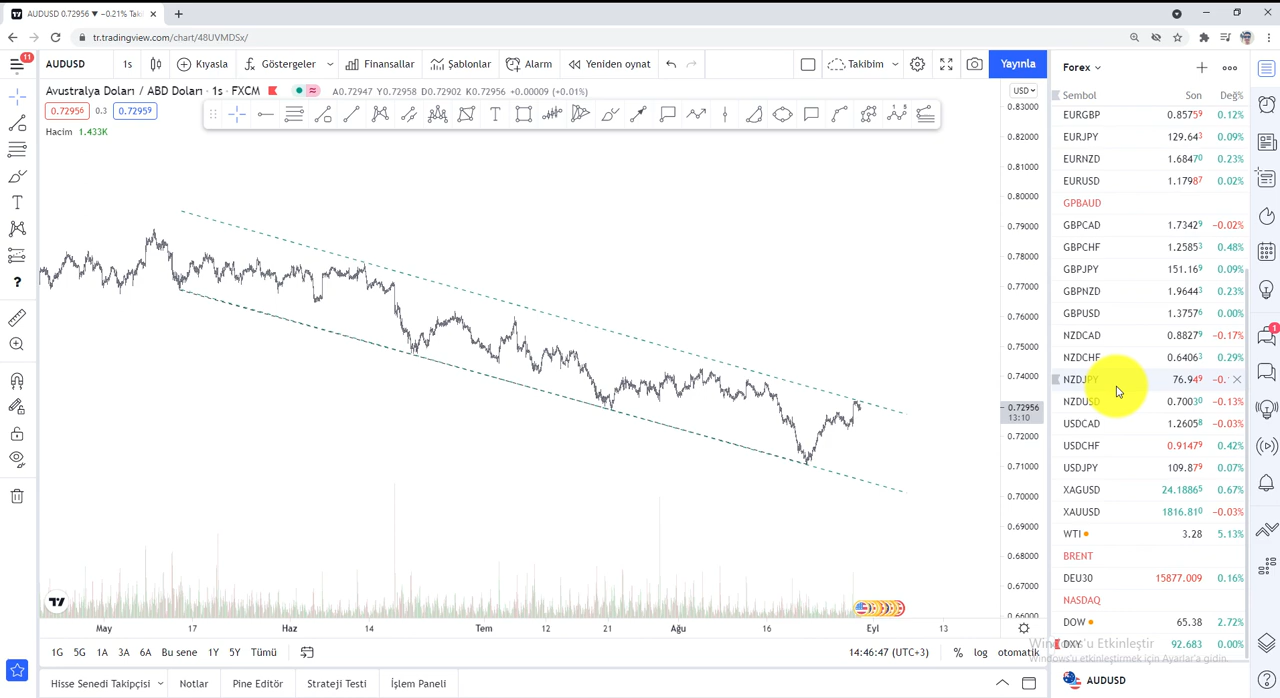 AUDUSD 0.72956 ▼ −0.21% Tak
tr.tradingview.com/chart/48UVMDSx/
11
AUDUSD
1s
Kıyasla
Göstergeler
Finansallar
Şablonlar
Alarm
Yeniden oynat
Takibim
Yayınla
Avustralya Doları / ABD Doları · 1s · FXCM
A0.72947 Y0.72958 D0.72902 K0.72956 +0.00009 (+0.01%)
0.72956 0.3 0.72959
Hacim 1.433K
USD
0.83000
0.82000
0.81000
0.80000
0.79000
0.78000
0.77000
0.76000
0.75000
0.74000
0.72956
13:10
0.72000
0.71000
0.70000
0.69000
0.68000
0.67000
0.66000
May 17 Haz 14 Tem 12 21 Ağu 16 Eyl 13
1G 5G 1A 3A 6A Bu sene 1Y 5Y Tümü
14:46:47 (UTC+3) % log otomatik
Hisse Senedi Takipçisi Notlar Pine Editör Strateji Testi İşlem Paneli
Forex
Sembol Son Değ%
EURGBP 0.85759 0.12%
EURJPY 129.643 0.09%
EURNZD 1.68470 0.23%
EURUSD 1.17987 0.02%
GPBAUD
GBPCAD 1.73429 −0.02%
GBPCHF 1.25853 0.48%
GBPJPY 151.169 0.09%
GBPNZD 1.96443 0.23%
GBPUSD 1.37576 0.00%
NZDCAD 0.88279 −0.17%
NZDCHF 0.64063 0.29%
NZDJPY 76.949
NZDUSD 0.70030 −0.13%
USDCAD 1.26058 −0.03%
USDCHF 0.91479 0.42%
USDJPY 109.879 0.07%
XAGUSD 24.18865 0.67%
XAUUSD 1816.810 −0.03%
WTI 3.28 5.13%
BRENT
DEU30 15877.009 0.16%
NASDAQ
DOW 65.38 2.72%
DXY 92.683 0.00%
Windows'u Etkinleştir
Windows'u etkinleştirmek için Ayarlar'a gidin.
AUDUSD
1